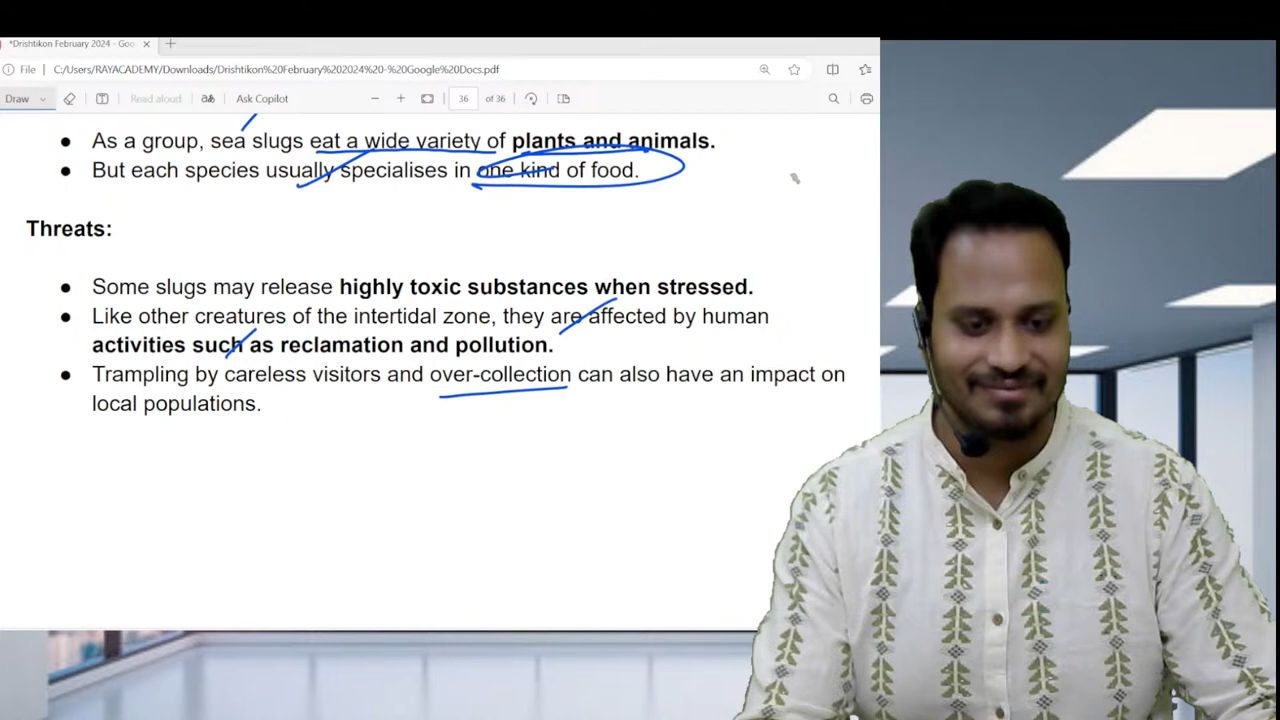 *Drishtikon February 2024 - Goo
File C:/Users/RAYACADEMY/Downloads/Drishtikon%20February%202024%20-%20Google%20Docs.pdf
Draw Read aloud Ask Copilot 36 of 36
● As a group, sea slugs eat a wide variety of plants and animals.
● But each species usually specialises in one kind of food.
Threats:
● Some slugs may release highly toxic substances when stressed.
● Like other creatures of the intertidal zone, they are affected by human
activities such as reclamation and pollution.
● Trampling by careless visitors and over-collection can also have an impact on
local populations.